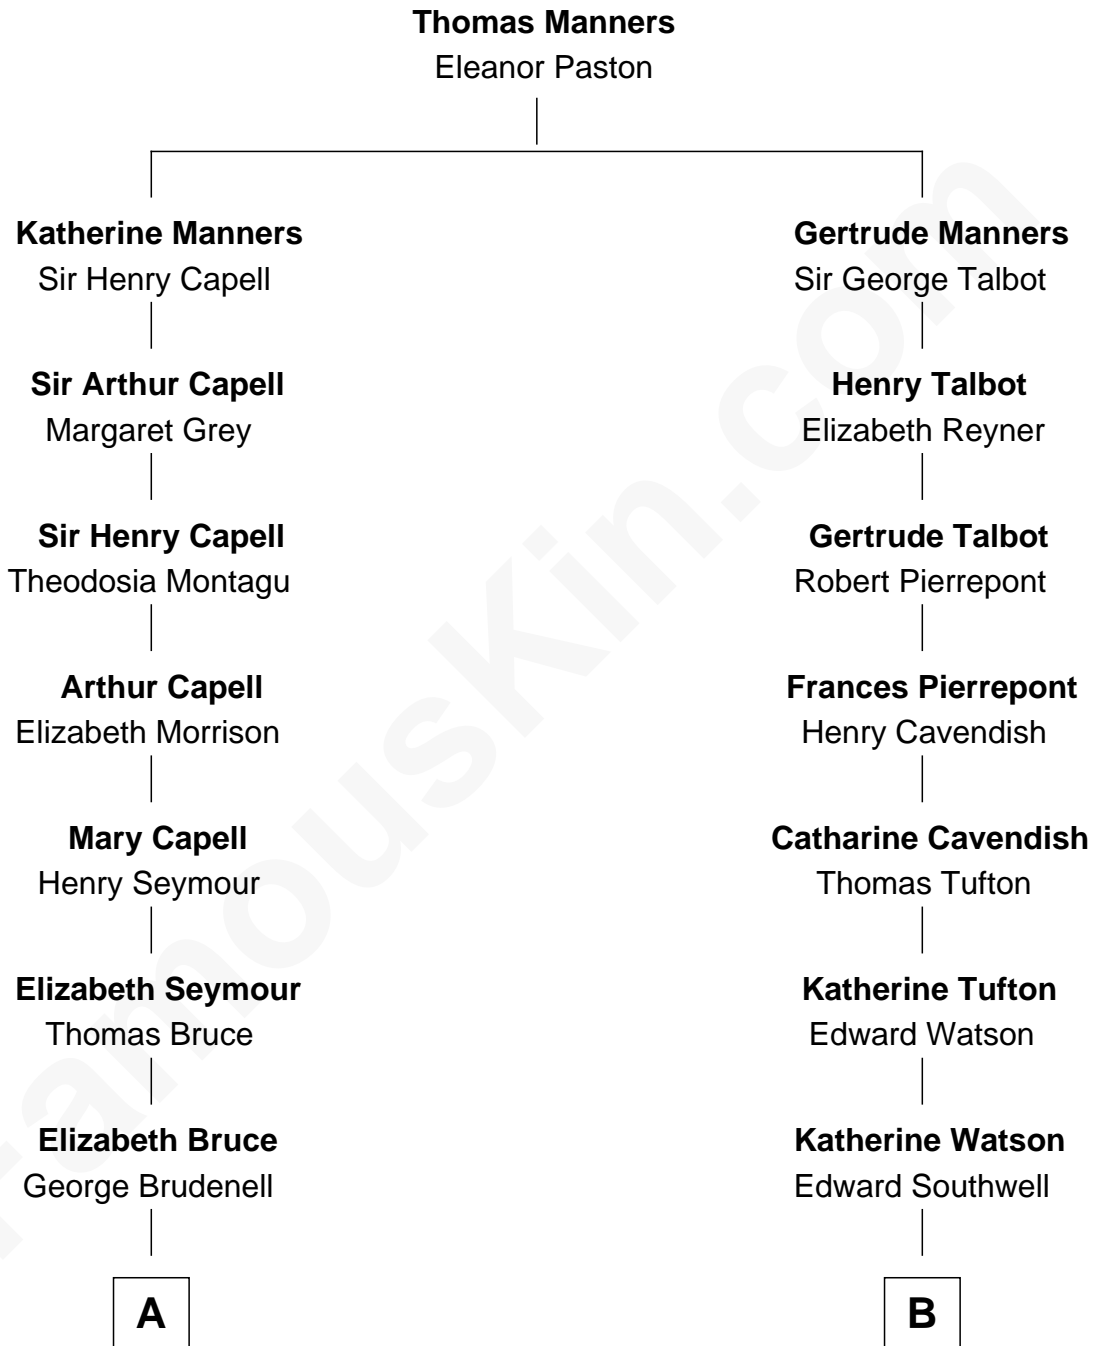 Thomas Manners
Eleanor Paston
Katherine Manners
Sir Henry Capell
Gertrude Manners
Sir George Talbot
Sir Arthur Capell
Margaret Grey
Henry Talbot
Elizabeth Reyner
Sir Henry Capell
Theodosia Montagu
Gertrude Talbot
Robert Pierrepont
Arthur Capell
Elizabeth Morrison
Frances Pierrepont
Henry Cavendish
Mary Capell
Henry Seymour
Catharine Cavendish
Thomas Tufton
Elizabeth Seymour
Thomas Bruce
Katherine Tufton
Edward Watson
Elizabeth Bruce
George Brudenell
Katherine Watson
Edward Southwell
A
B
FamousKin.com